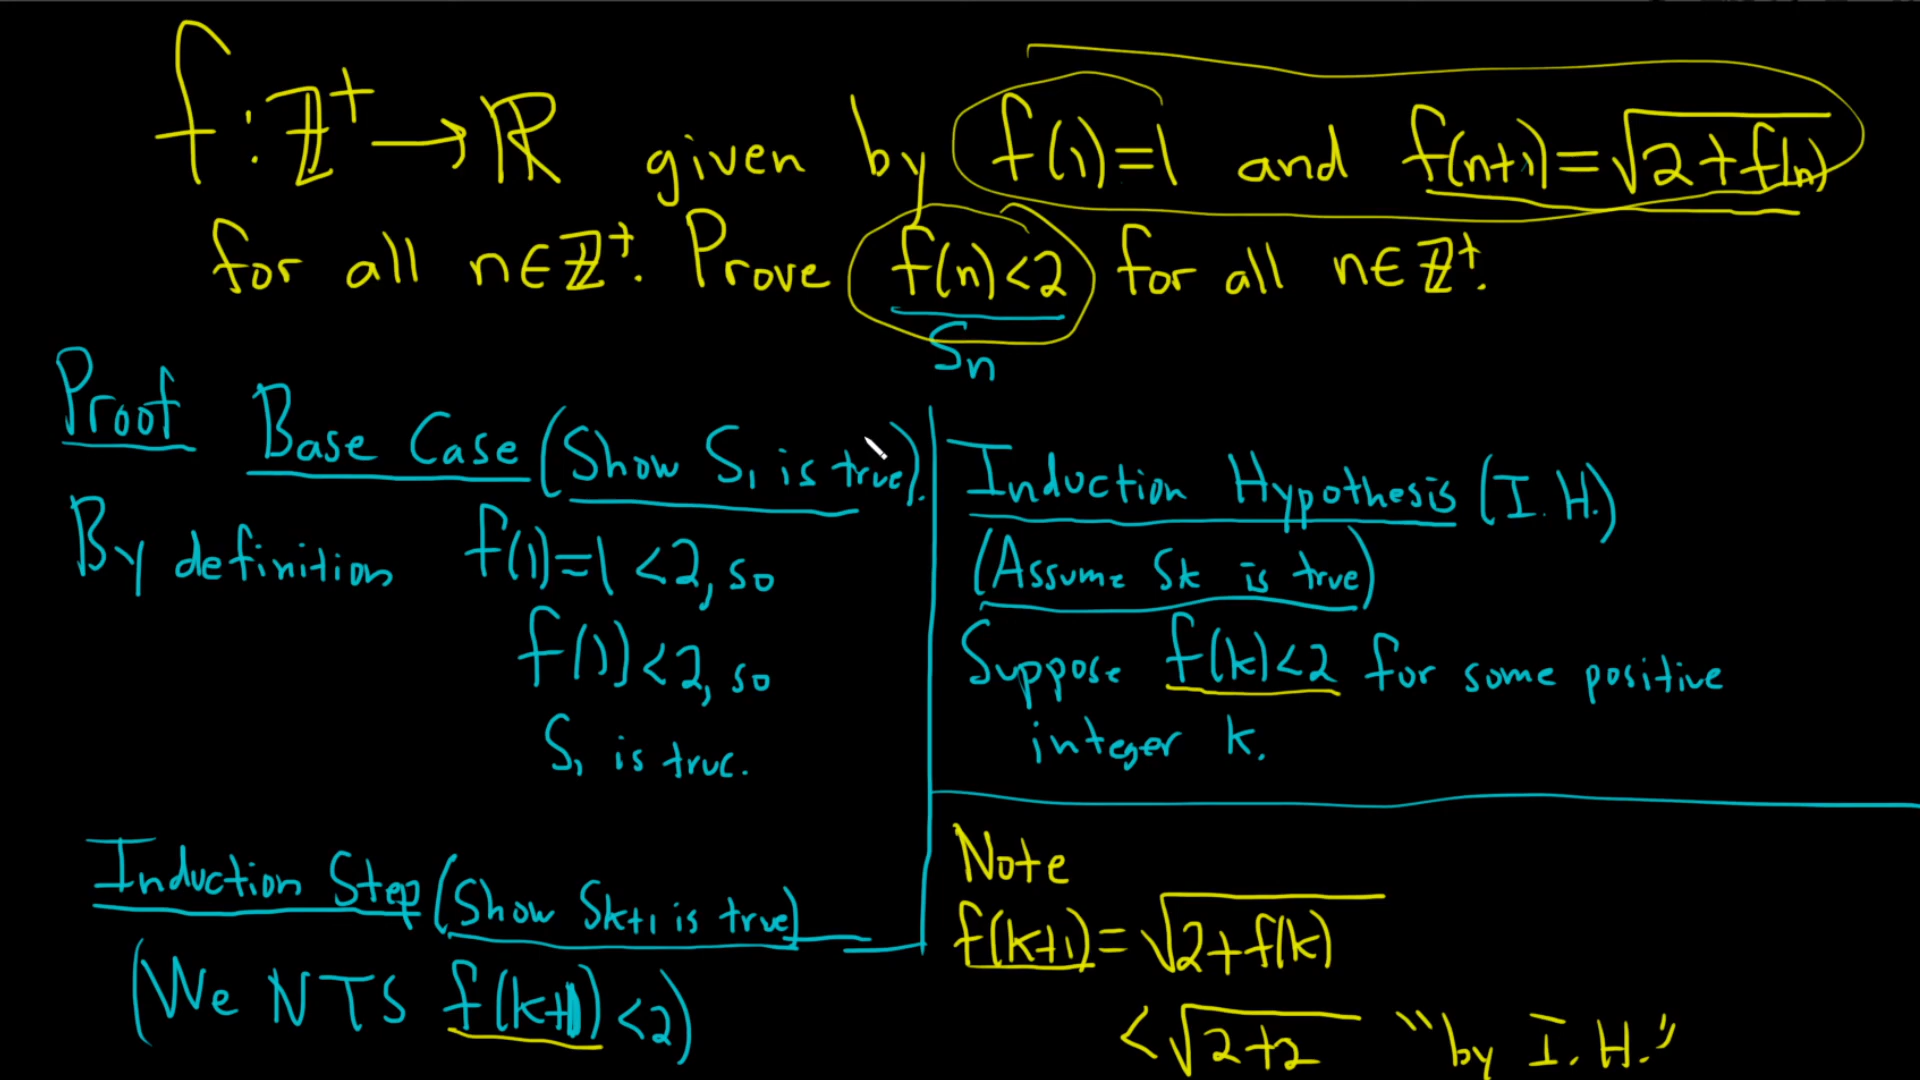 f: ℤ⁺ → ℝ given by f(1)=1 and f(n+1)=√(2+f(n))
for all n∈ℤ⁺. Prove f(n)<2 for all n∈ℤ⁺.
Sn
Proof Base Case (Show S₁ is true).
By definition f(1)=1<2, so
f(1)<2, so
S₁ is true.
Induction Hypothesis (I.H.)
(Assume Sk is true)
Suppose f(k)<2 for some positive
integer k.
Induction Step (Show Sk+1 is true)
(We NTS f(k+1)<2)
Note
f(k+1)=√(2+f(k))
<√(2+2) "by I.H."